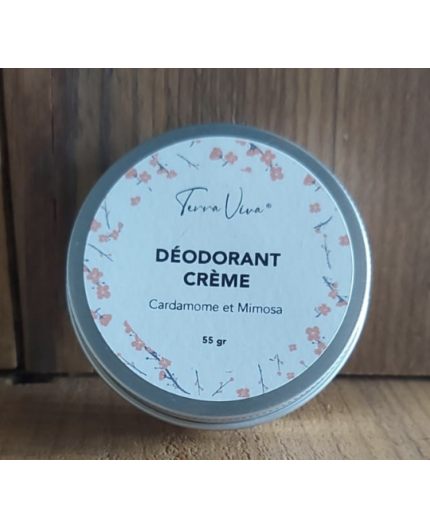 Terra Viva®
DÉODORANT
CRÈME
Cardamome et Mimosa
55 gr